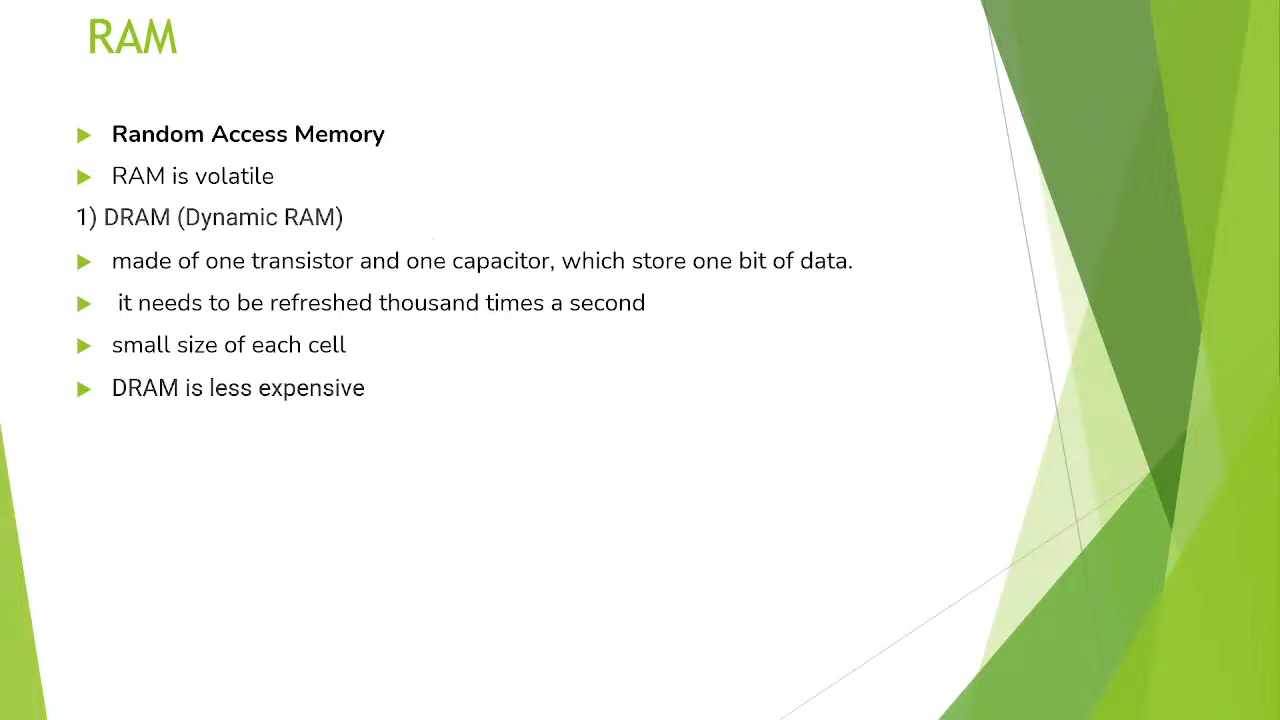 RAM
Random Access Memory
RAM is volatile
1) DRAM (Dynamic RAM)
made of one transistor and one capacitor, which store one bit of data.
it needs to be refreshed thousand times a second
small size of each cell
DRAM is less expensive